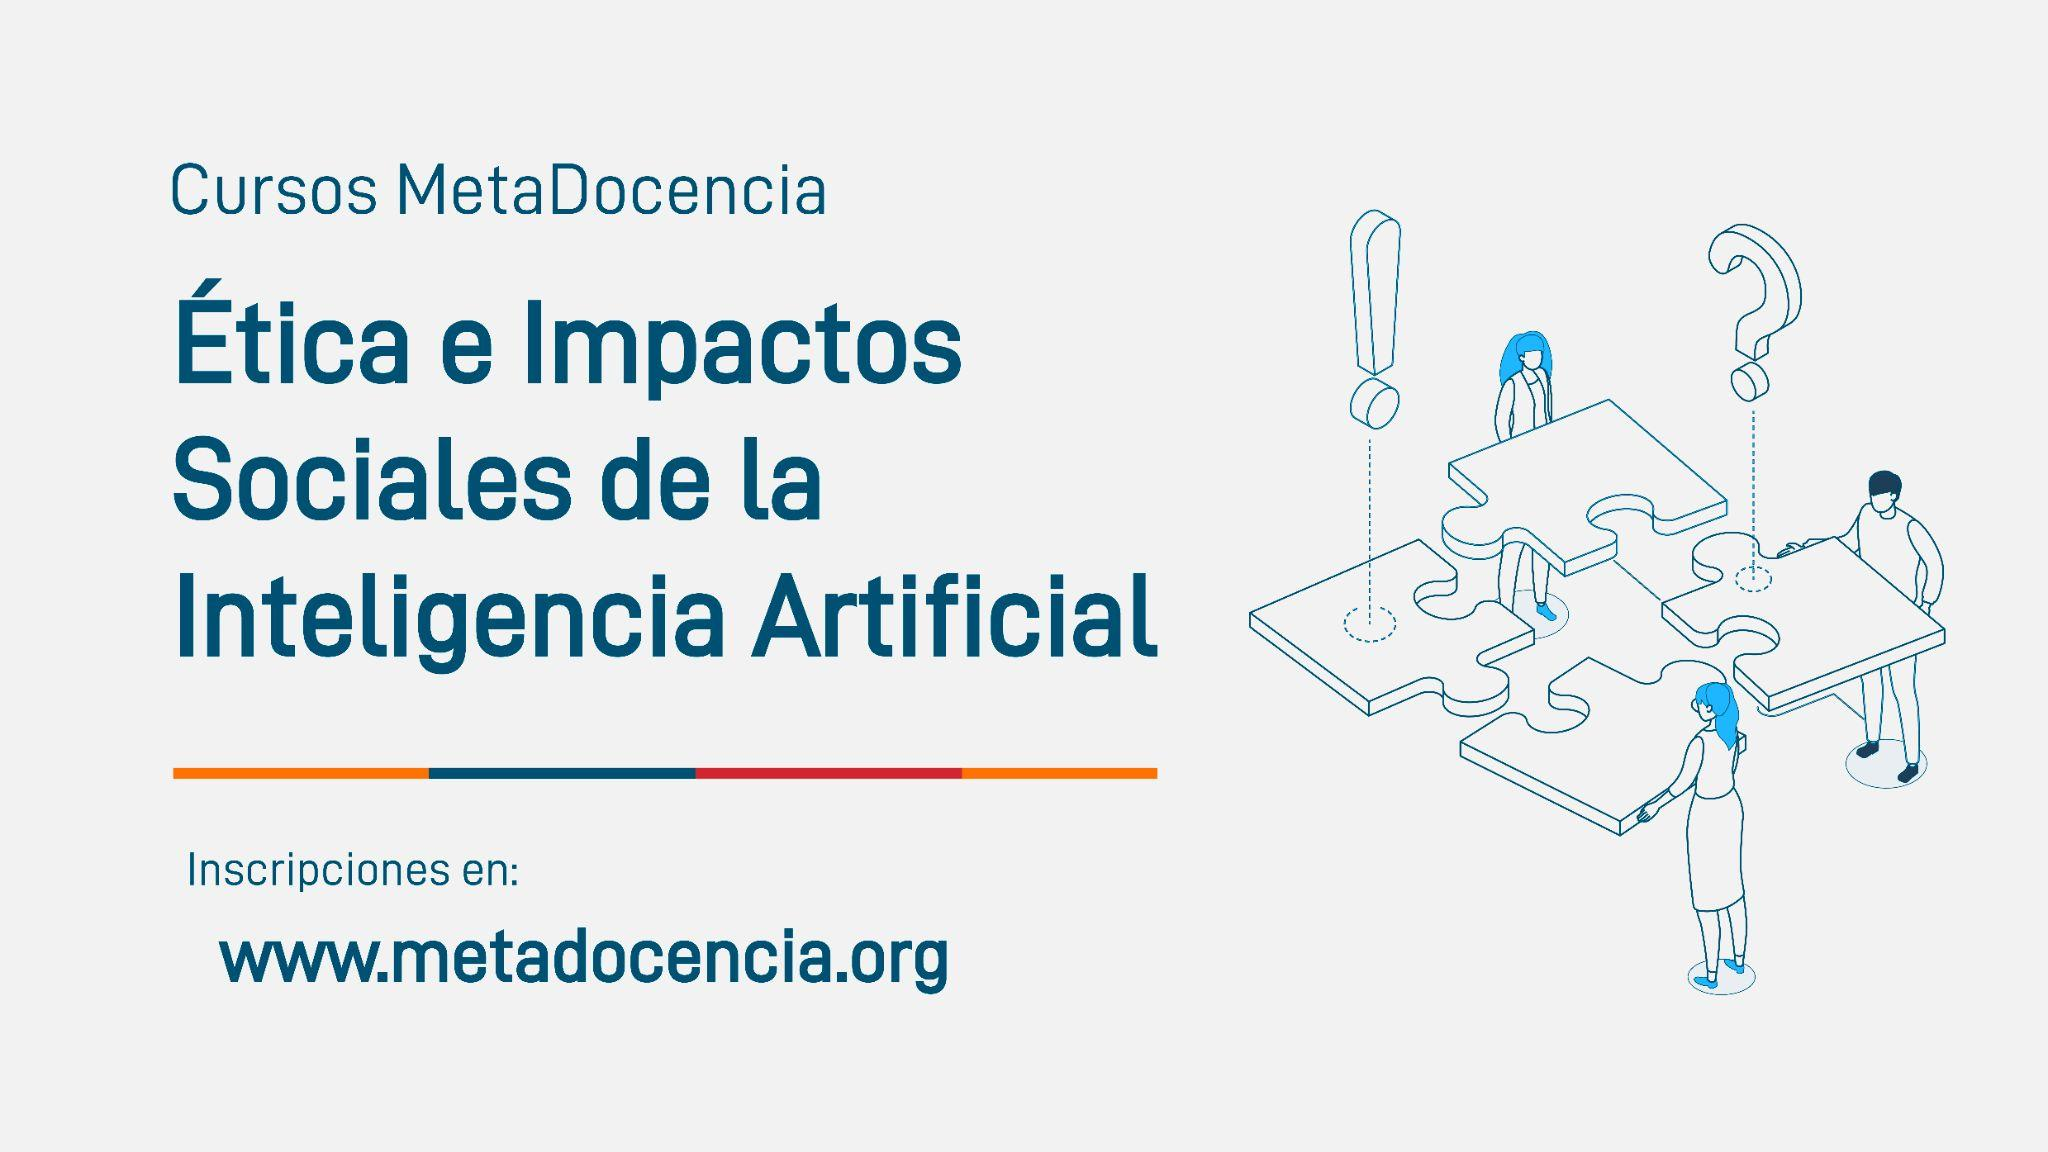 Cursos MetaDocencia
Ética e Impactos
Sociales de la
Inteligencia Artificial
Inscripciones en:
www.metadocencia.org